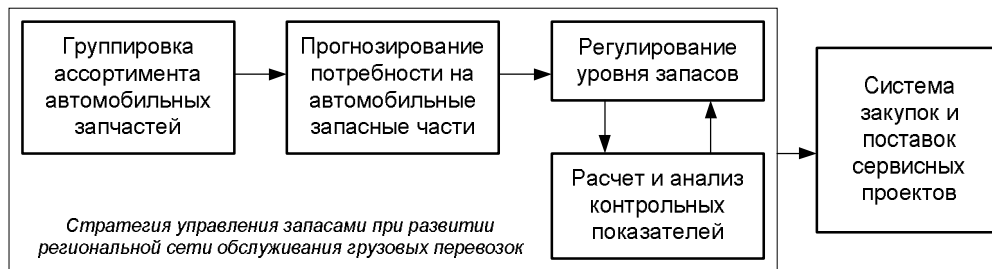 Группировка
ассортимента
автомобильных
запчастей
Прогнозирование
потребности на
автомобильные
запасные части
Регулирование
уровня запасов
Расчет и анализ
контрольных
показателей
Система
закупок и
поставок
сервисных
проектов
Стратегия управления запасами при развитии
региональной сети обслуживания грузовых перевозок